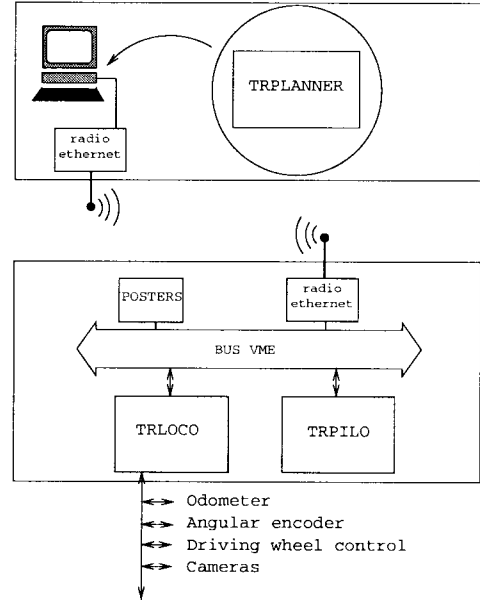 TRPLANNER
radio
ethernet
POSTERS
radio
ethernet
BUS VME
TRLOCO
TRPILO
Odometer
Angular encoder
Driving wheel control
Cameras